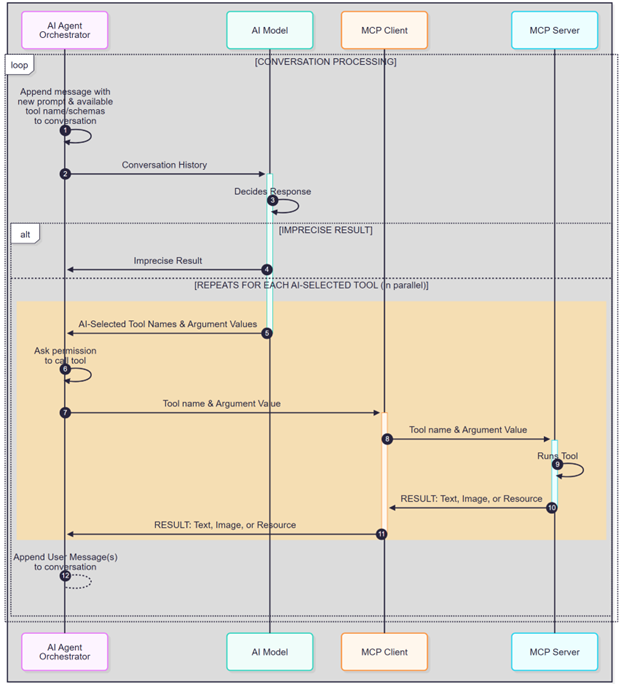 AI Agent
Orchestrator
AI Model
MCP Client
MCP Server
loop
[CONVERSATION PROCESSING]
Append message with
new prompt & available
tool name/schemas
to conversation
1
Conversation History
2
Decides Response
3
alt
[IMPRECISE RESULT]
Imprecise Result
4
[REPEATS FOR EACH AI-SELECTED TOOL (in parallel)]
AI-Selected Tool Names & Argument Values
5
Ask permission
to call tool
6
Tool name & Argument Value
7
Tool name & Argument Value
8
Runs Tool
9
RESULT: Text, Image, or Resource
10
RESULT: Text, Image, or Resource
11
Append User Message(s)
to conversation
12
AI Agent
Orchestrator
AI Model
MCP Client
MCP Server